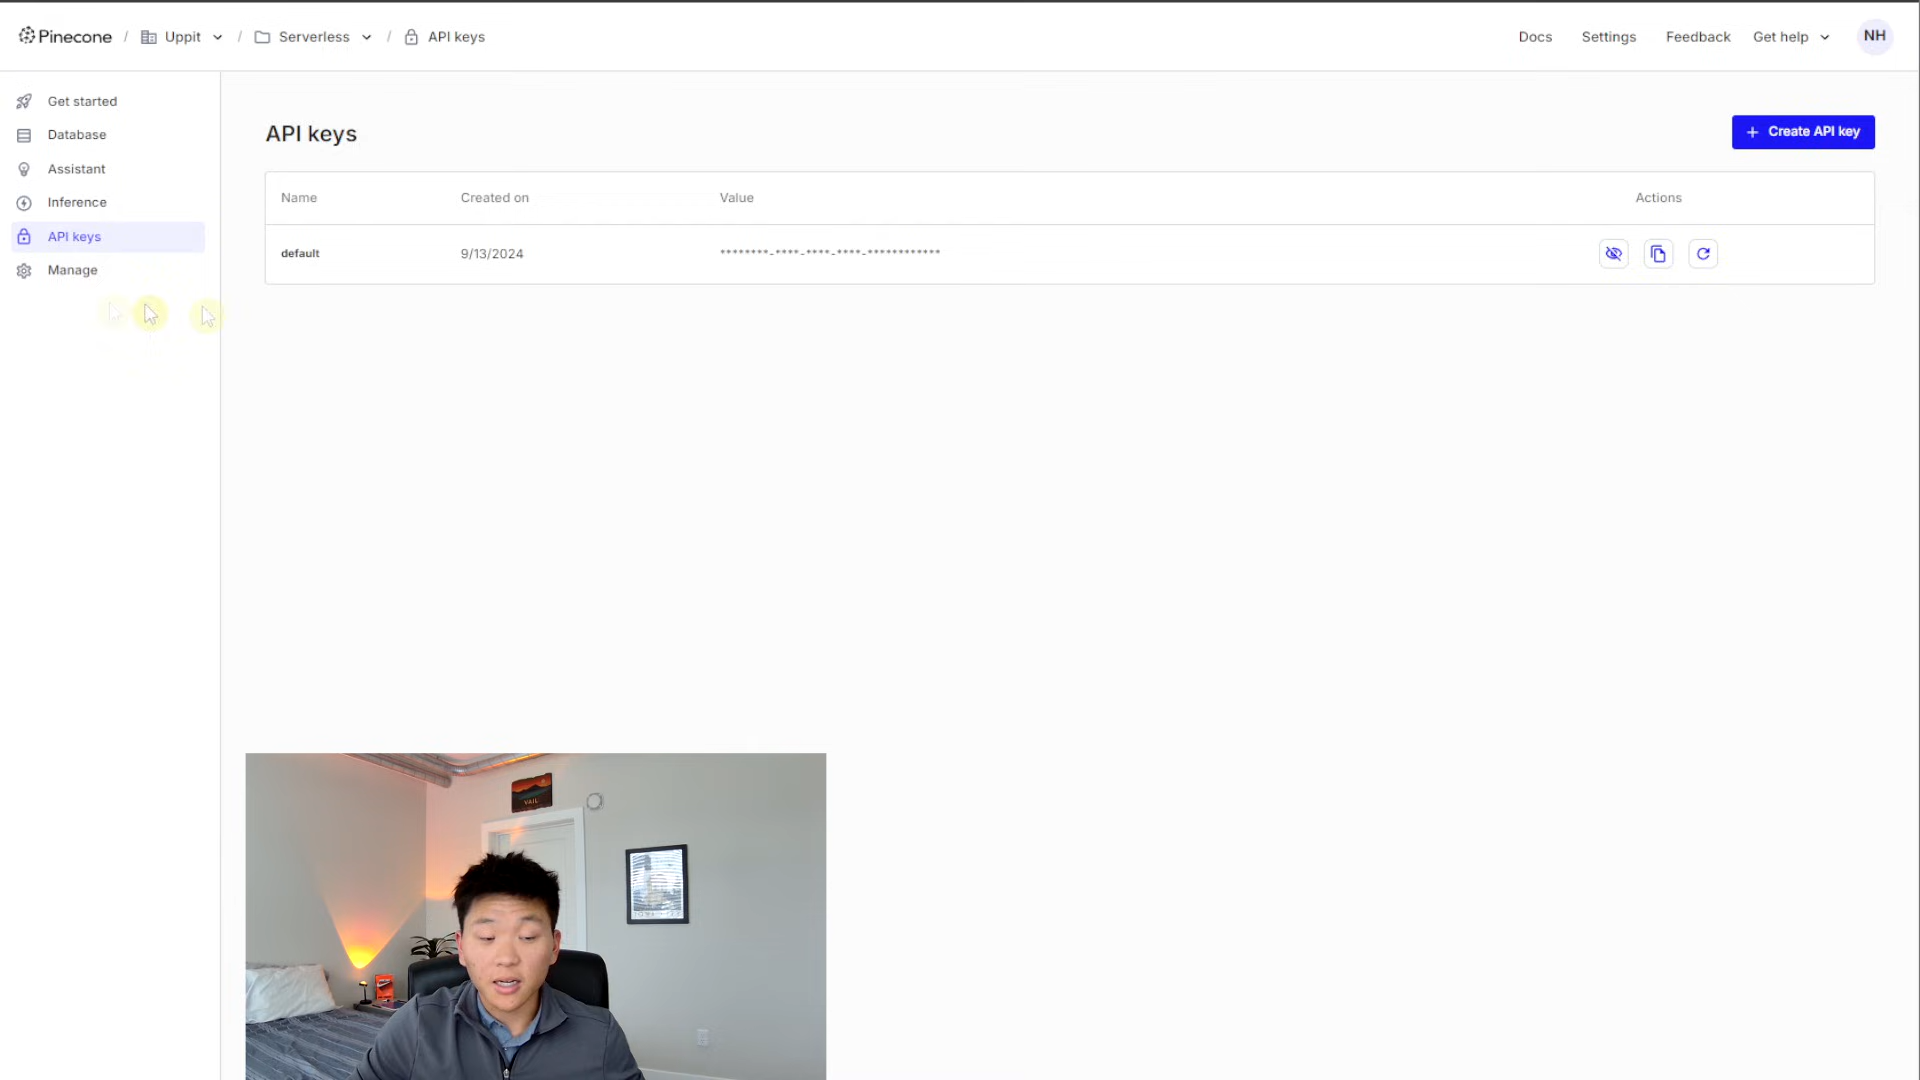 Pinecone / Uppit / Serverless / API keys
Docs Settings Feedback Get help NH
Get started
Database
Assistant
Inference
API keys
Manage
API keys
+ Create API key
Name Created on Value Actions
default 9/13/2024 ********-****-****-****-************
VAIL